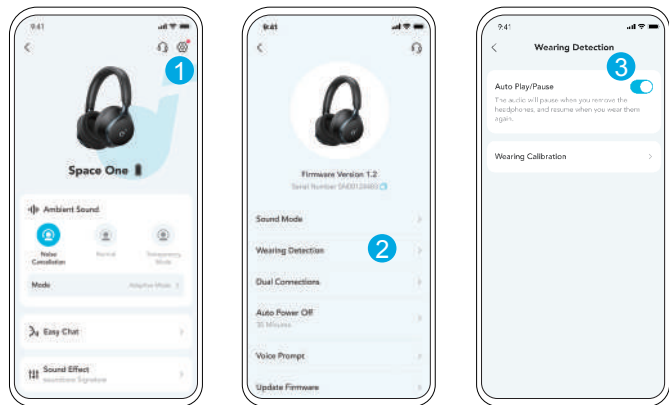 9:41
1
Space One
Ambient Sound
Noise
Cancellation
Normal
Transparency
Mode
Mode
Adaptive Mode
Easy Chat
Sound Effect
soundcore Signature
9:41
Firmware Version 1.2
Serial Number
Sound Mode
Wearing Detection
2
Dual Connections
Auto Power Off
30 Minutes
Voice Prompt
Update Firmware
9:41
Wearing Detection
3
Auto Play/Pause
The audio will pause when you remove the
headphones, and resume when you wear them
again.
Wearing Calibration